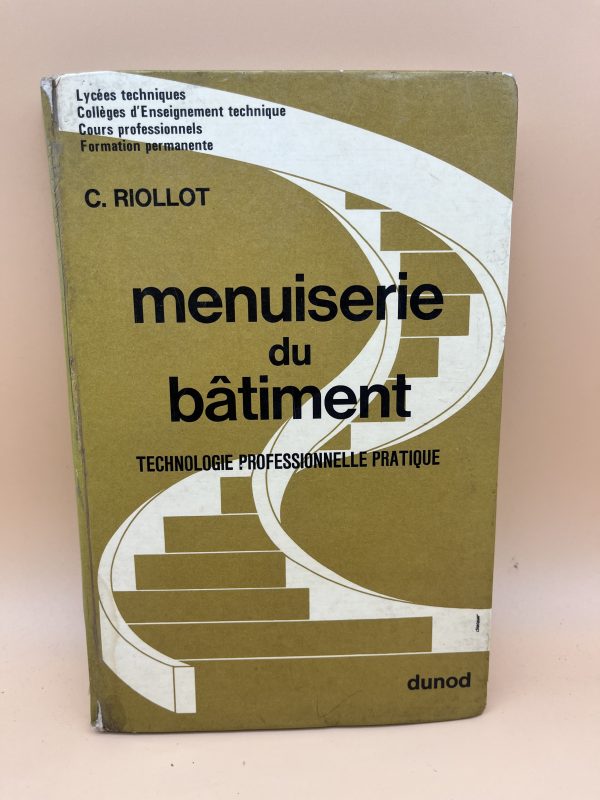 Lycées techniques
Collèges d'Enseignement technique
Cours professionnels
Formation permanente
C. RIOLLOT
menuiserie
du
bâtiment
TECHNOLOGIE PROFESSIONNELLE PRATIQUE
dunod